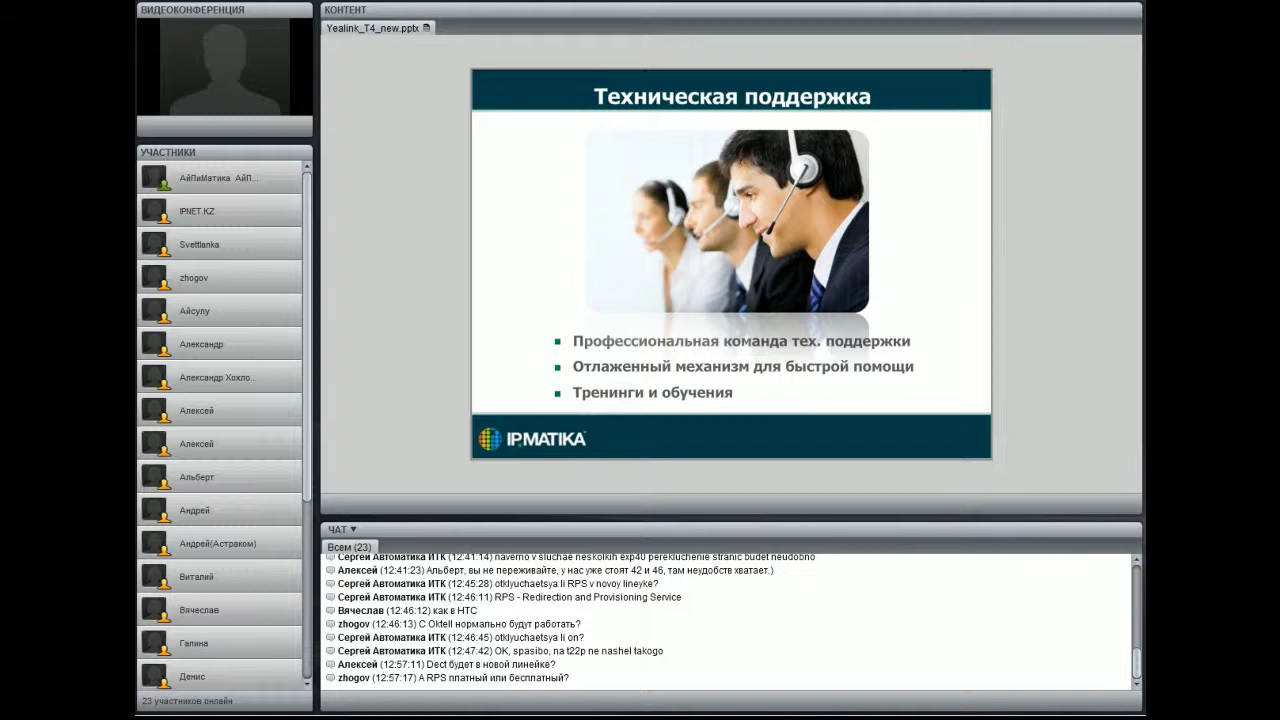 ВИДЕОКОНФЕРЕНЦИЯ
УЧАСТНИКИ
АйПиМатика АйП...
IPNET.KZ
Svettlanka
zhogov
Айсулу
Александр
Александр Хохло...
Алексей
Алексей
Альберт
Андрей
Андрей(Астраком)
Виталий
Вячеслав
Галина
Денис
23 участников онлайн
КОНТЕНТ
Yealink_T4_new.pptx
Техническая поддержка
Профессиональная команда тех. поддержки
Отлаженный механизм для быстрой помощи
Тренинги и обучения
IPMATIKA
ЧАТ
Всем (23)
Сергей Автоматика ИТК (12:41:14) naverno v sluchae neskolkih exp40 perekluchenie stranic budet neudobno
Алексей (12:41:23) Альберт, вы не переживайте, у нас уже стоят 42 и 46, там неудобств хватает.)
Сергей Автоматика ИТК (12:45:28) otklyuchaetsya li RPS v novoy lineyke?
Сергей Автоматика ИТК (12:46:11) RPS - Redirection and Provisioning Service
Вячеслав (12:46:12) как в HTC
zhogov (12:46:13) С Oktell нормально будут работать?
Сергей Автоматика ИТК (12:46:45) otklyuchaetsya li on?
Сергей Автоматика ИТК (12:47:42) OK, spasibo, na t22p ne nashel takogo
Алексей (12:57:11) Dect будет в новой линейке?
zhogov (12:57:17) А RPS платный или бесплатный?